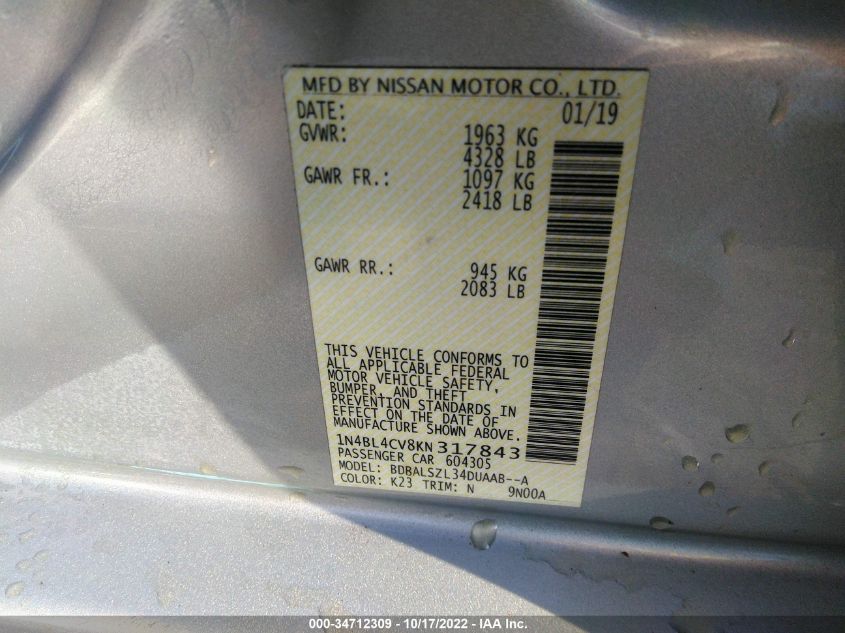 MFD BY NISSAN MOTOR CO., LTD.
DATE: 01/19
GVWR: 1963 KG
4328 LB
GAWR FR.: 1097 KG
2418 LB
GAWR RR.: 945 KG
2083 LB
THIS VEHICLE CONFORMS TO
ALL APPLICABLE FEDERAL
MOTOR VEHICLE SAFETY,
BUMPER, AND THEFT
PREVENTION STANDARDS IN
EFFECT ON THE DATE OF
MANUFACTURE SHOWN ABOVE.
1N4BL4CV8KN317843
PASSENGER CAR 604305
MODEL: BDBALSZL34DUAAB--A
COLOR: K23 TRIM: N 9N00A
000-34712309 - 10/17/2022 - IAA Inc.